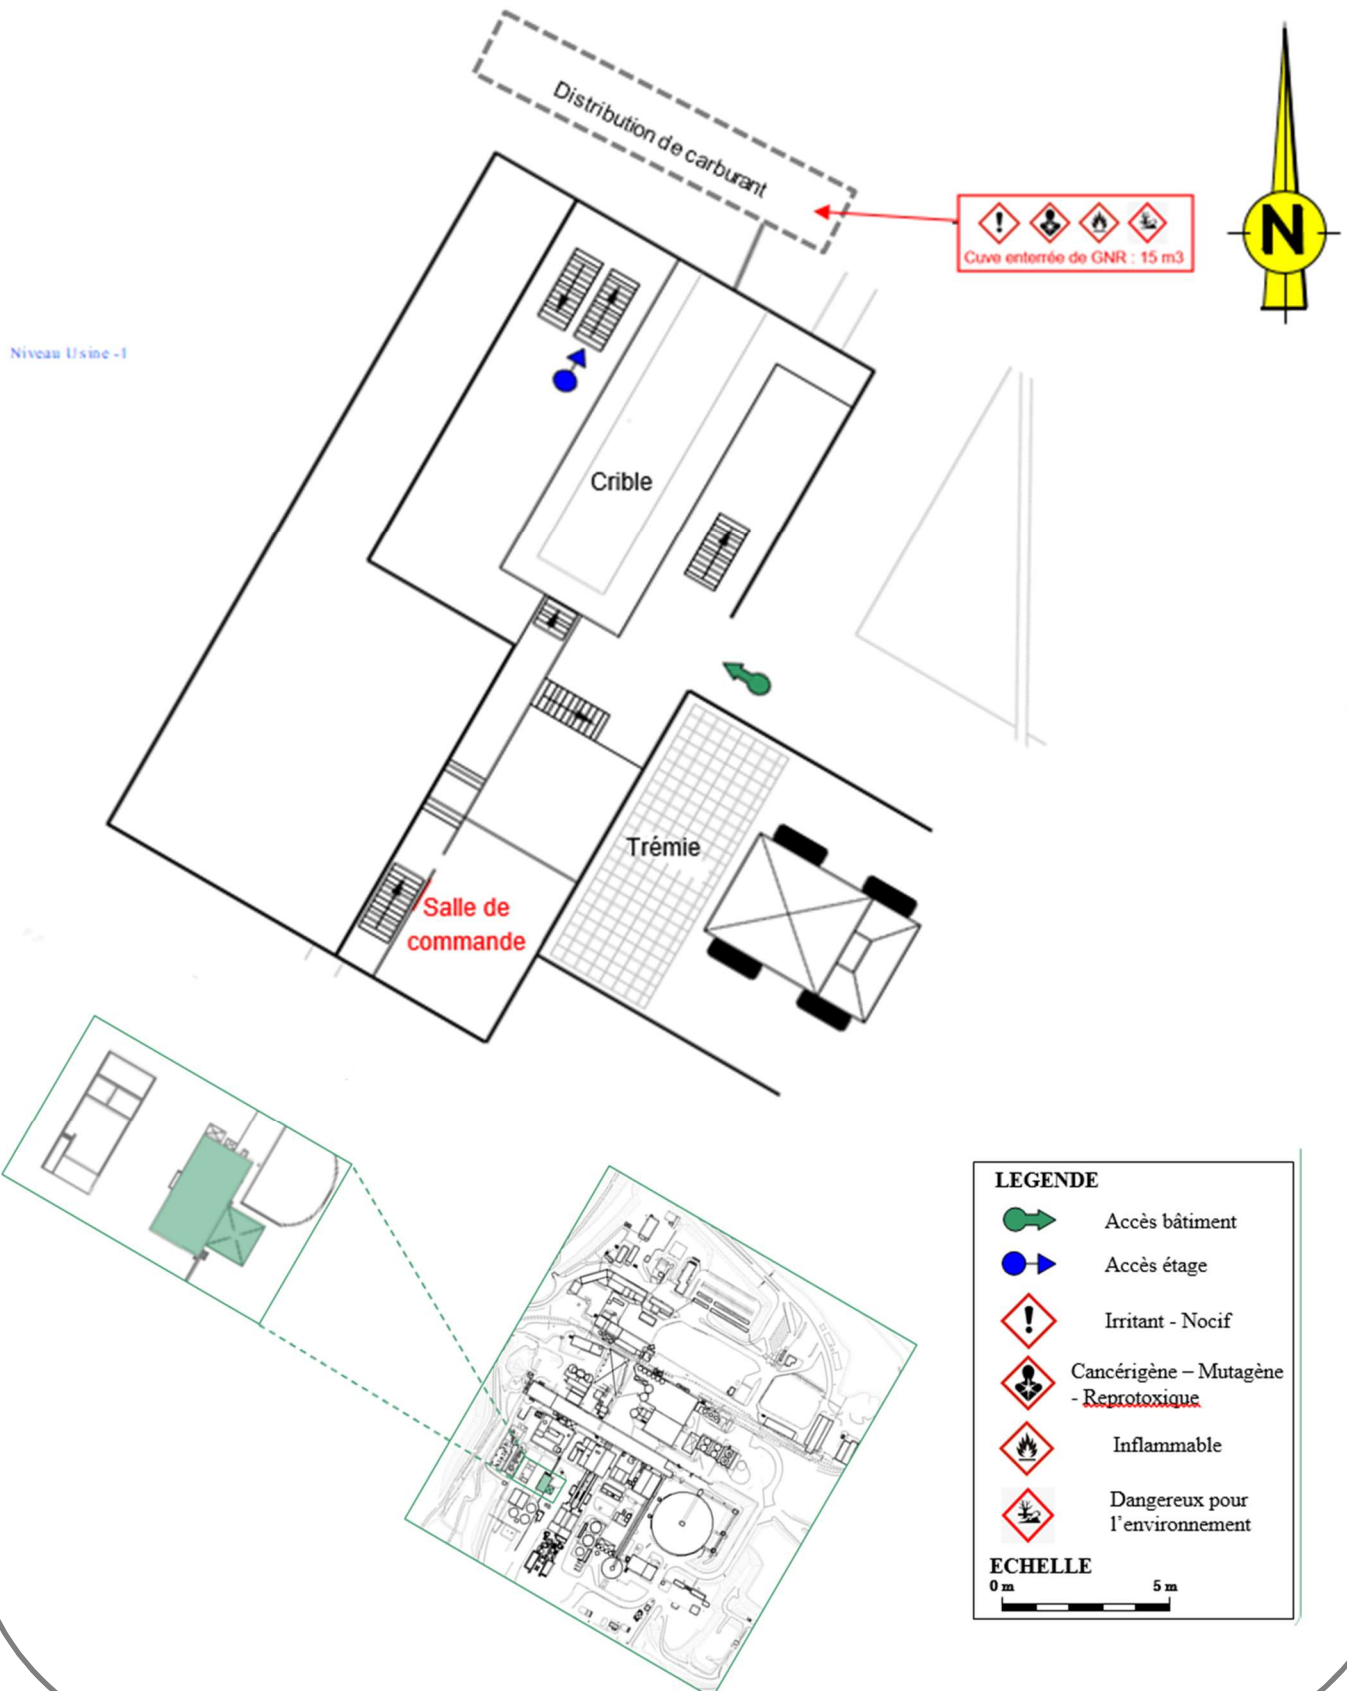 Distribution de carburant
N
Cuve enterrée de GNR : 15 m3
Niveau Usine -1
Crible
Trémie
Salle de
commande
LEGENDE
Accès bâtiment
Accès étage
Irritant - Nocif
Cancérigène – Mutagène
- Reprotoxique
Inflammable
Dangereux pour
l'environnement
ECHELLE
0 m 5 m